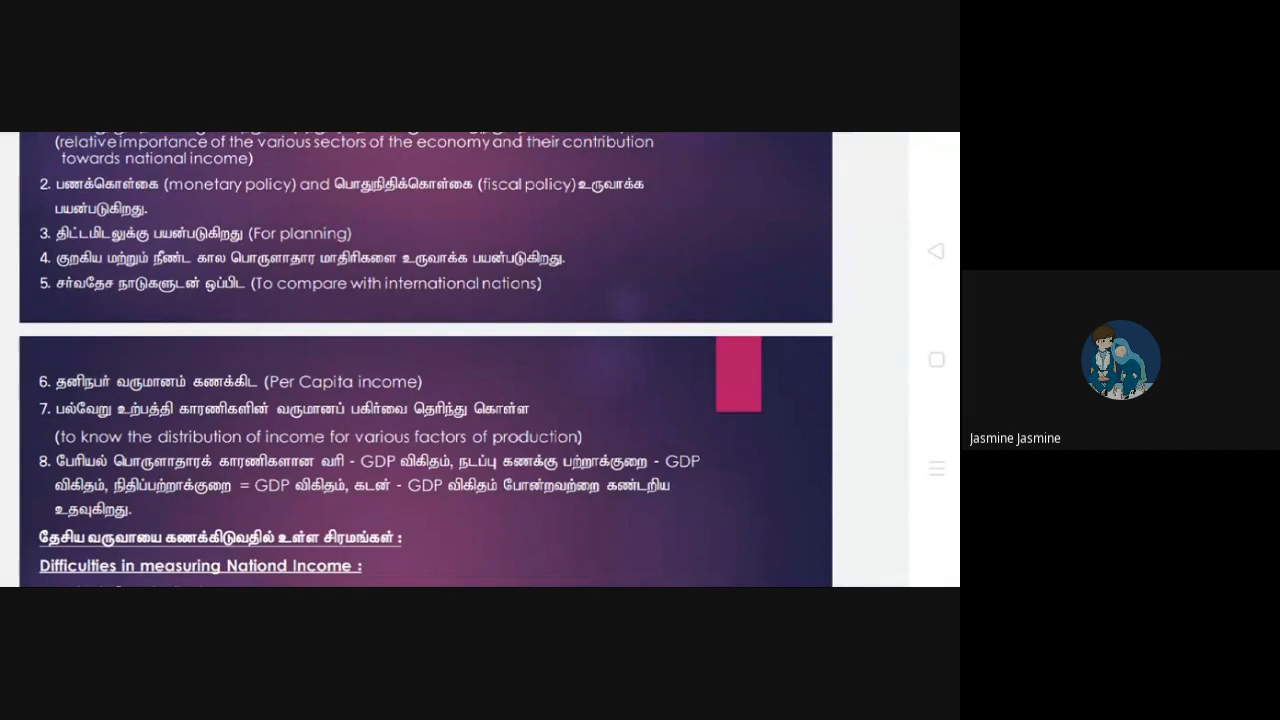 (relative importance of the various sectors of the economy and their contribution
towards national income)
2. பணக்கொள்கை (monetary policy) and பொதுநிதிக்கொள்கை (fiscal policy) உருவாக்க
பயன்படுகிறது.
3. திட்டமிடலுக்கு பயன்படுகிறது (For planning)
4. குறகிய மற்றும் நீண்ட கால பொருளாதார மாதிரிகளை உருவாக்க பயன்படுகிறது.
5. சர்வதேச நாடுகளுடன் ஒப்பிட (To compare with international nations)
6. தனிநபர் வருமானம் கணக்கிட (Per Capita income)
7. பல்வேறு உற்பத்தி காரணிகளின் வருமானப் பகிர்வை தெரிந்து கொள்ள
(to know the distribution of income for various factors of production)
8. பேரியல் பொருளாதாரக் காரணிகளான வரி - GDP விகிதம், நடப்பு கணக்கு பற்றாக்குறை - GDP
விகிதம், நிதிப்பற்றாக்குறை = GDP விகிதம், கடன் - GDP விகிதம் போன்றவற்றை கண்டறிய
உதவுகிறது.
தேசிய வருவாயை கணக்கிடுவதில் உள்ள சிரமங்கள் :
Difficulties in measuring Nationd Income :
Jasmine Jasmine